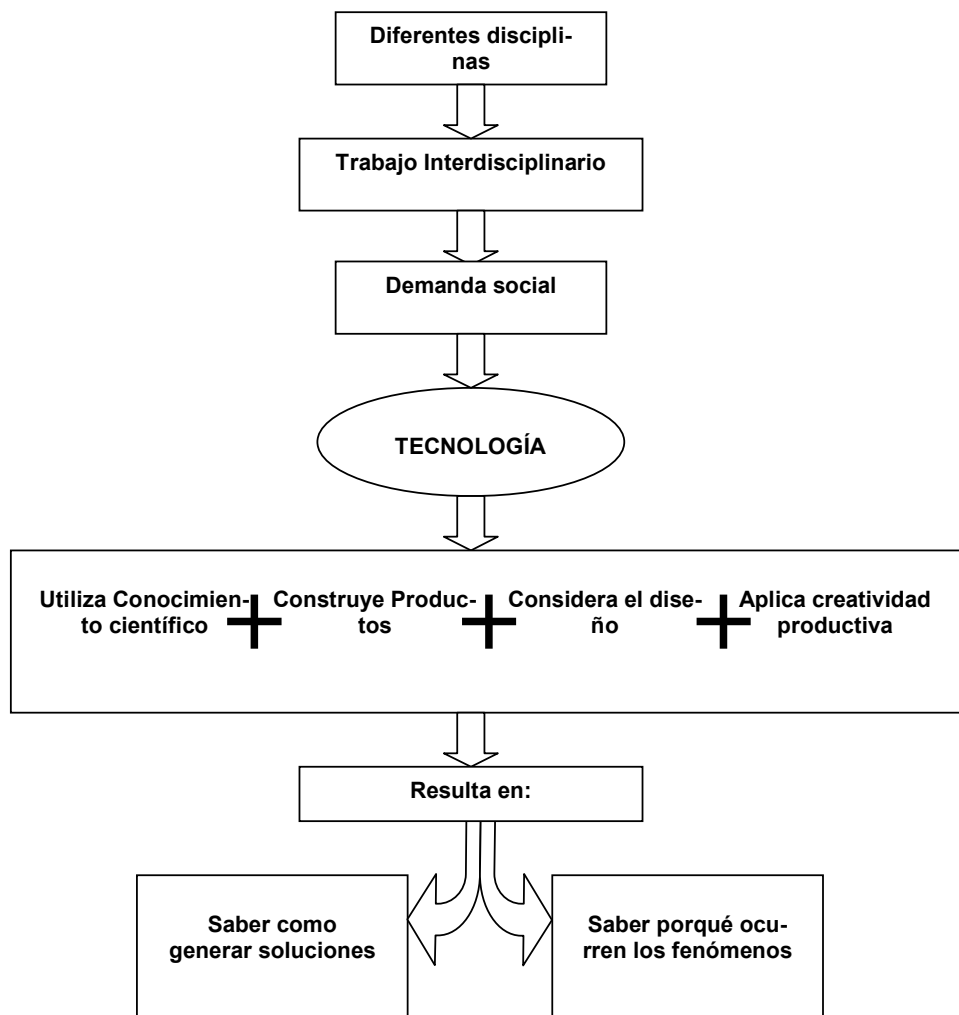 Diferentes discipli-
nas
Trabajo Interdisciplinario
Demanda social
TECNOLOGÍA
Utiliza Conocimien-
to científico
Construye Produc-
tos
Considera el dise-
ño
Aplica creatividad
productiva
Resulta en:
Saber como
generar soluciones
Saber porqué ocu-
rren los fenómenos